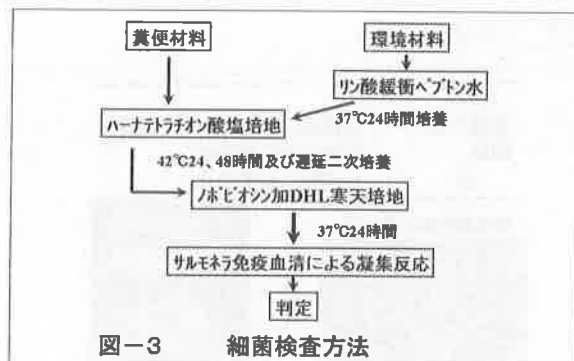 糞便材料
環境材料
リン酸緩衝ペプトン水
37℃24時間培養
ハーナテトラチオン酸塩培地
42℃24、48時間及び遅延二次培養
ノボビオシン加DHL寒天培地
37℃24時間
サルモネラ免疫血清による凝集反応
判定
図－3 細菌検査方法